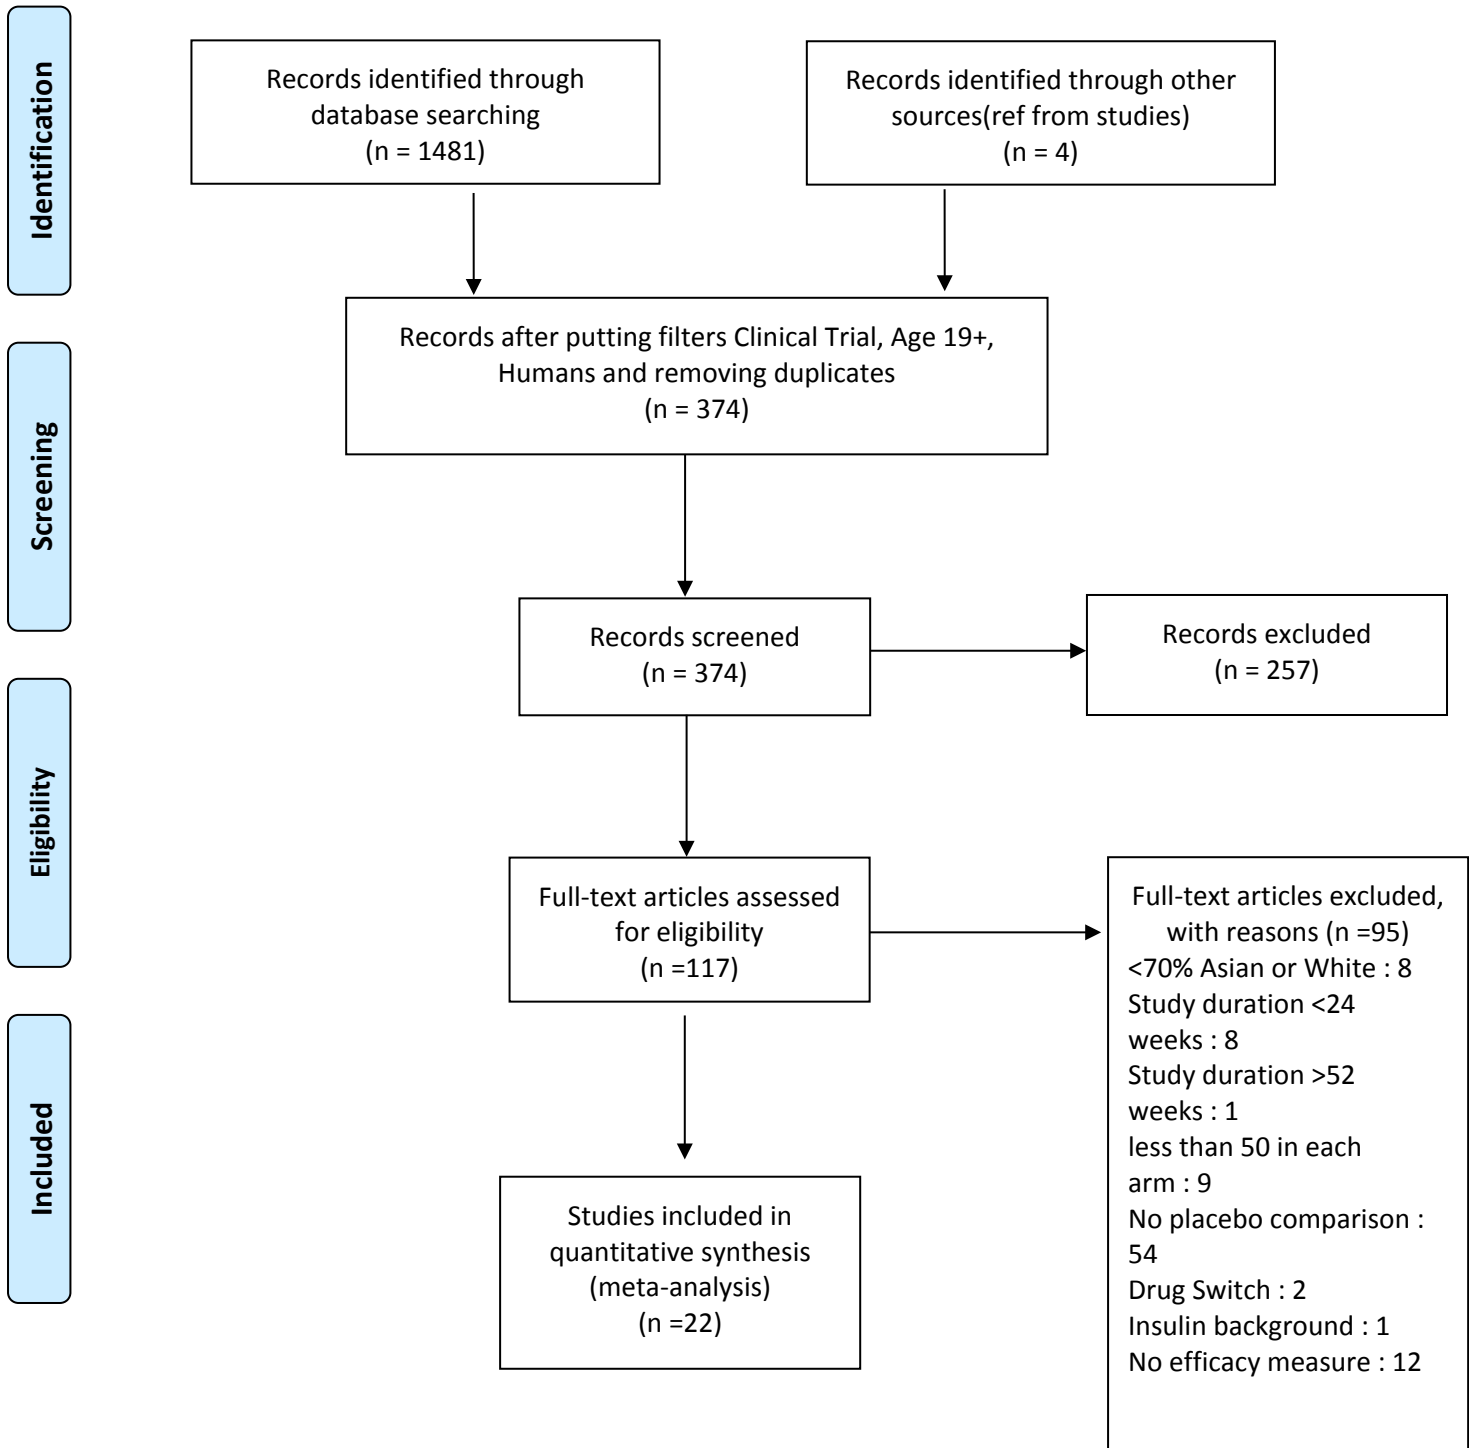 Identification
Records identified through
database searching
(n = 1481)
Records identified through other
sources(ref from studies)
(n = 4)
Records after putting filters Clinical Trial, Age 19+,
Humans and removing duplicates
(n = 374)
Screening
Records screened
(n = 374)
Records excluded
(n = 257)
Eligibility
Full-text articles assessed
for eligibility
(n =117)
Full-text articles excluded,
with reasons (n =95)
<70% Asian or White : 8
Study duration <24
weeks : 8
Study duration >52
weeks : 1
less than 50 in each
arm : 9
No placebo comparison :
54
Drug Switch : 2
Insulin background : 1
No efficacy measure : 12
Included
Studies included in
quantitative synthesis
(meta-analysis)
(n =22)